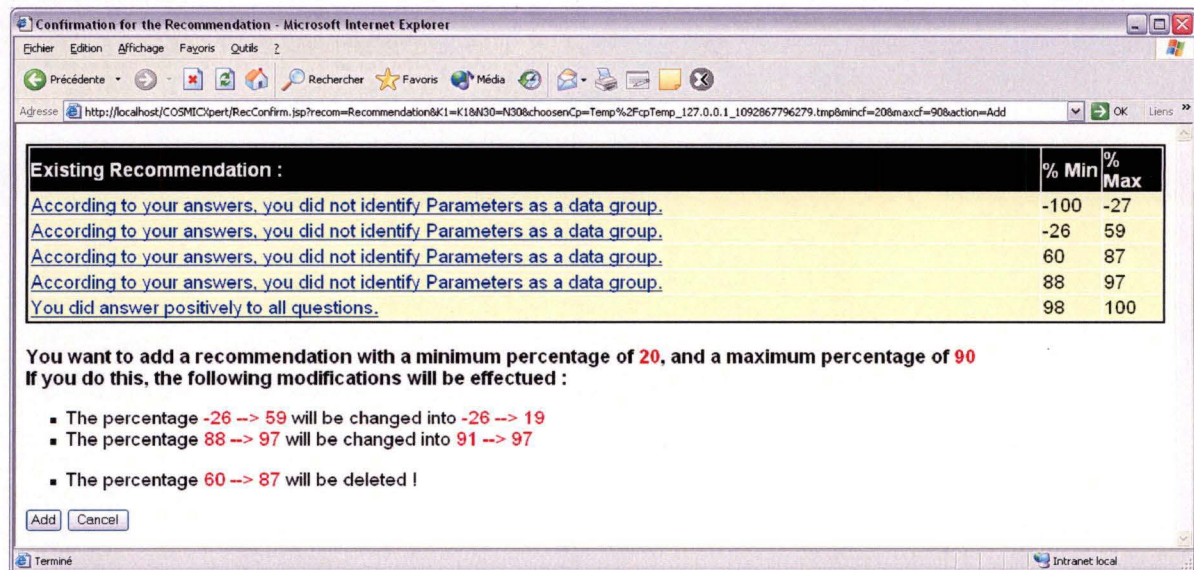 Confirmation for the Recommendation - Microsoft Internet Explorer
Fichier Edition Affichage Favoris Outils ?
Précédente Rechercher Favoris Média
Adresse http://localhost/COSMICXpert/RecConfirm.jsp?recom=Recommendation&K1=K1&N30=N30&choosenCp=Temp%2FcpTemp_127.0.0.1_1092867796279.tmp&mincf=20&maxcf=90&action=Add OK Liens »
Existing Recommendation : % Min % Max
According to your answers, you did not identify Parameters as a data group. -100 -27
According to your answers, you did not identify Parameters as a data group. -26 59
According to your answers, you did not identify Parameters as a data group. 60 87
According to your answers, you did not identify Parameters as a data group. 88 97
You did answer positively to all questions. 98 100
You want to add a recommendation with a minimum percentage of 20, and a maximum percentage of 90
If you do this, the following modifications will be effectued :
▪ The percentage -26 --> 59 will be changed into -26 --> 19
▪ The percentage 88 --> 97 will be changed into 91 --> 97
▪ The percentage 60 --> 87 will be deleted !
Add Cancel
Terminé Intranet local